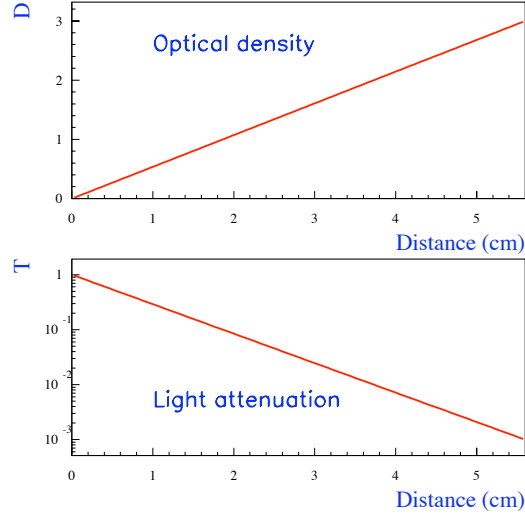 D
3
Optical density
2
1
0
0 1 2 3 4 5
Distance (cm)
T
1
10 -1
10 -2
Light attenuation
10 -3
0 1 2 3 4 5
Distance (cm)